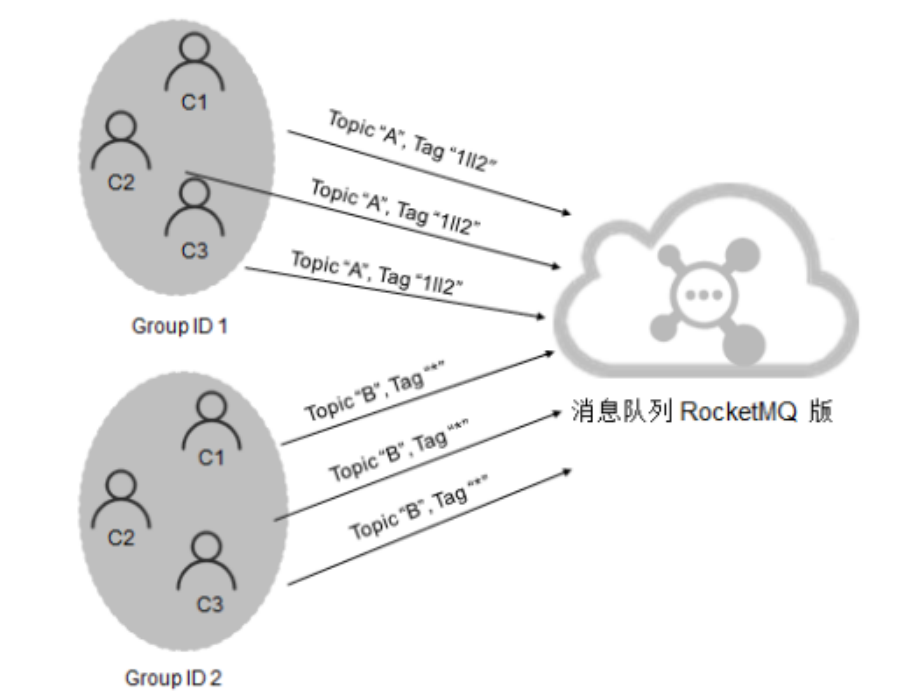 C1
C2
C3
Group ID 1
Topic “A”, Tag “1||2”
Topic “A”, Tag “1||2”
Topic “A”, Tag “1||2”
C1
C2
C3
Group ID 2
Topic “B”, Tag “*”
Topic “B”, Tag “*”
Topic “B”, Tag “*”
消息队列 RocketMQ 版